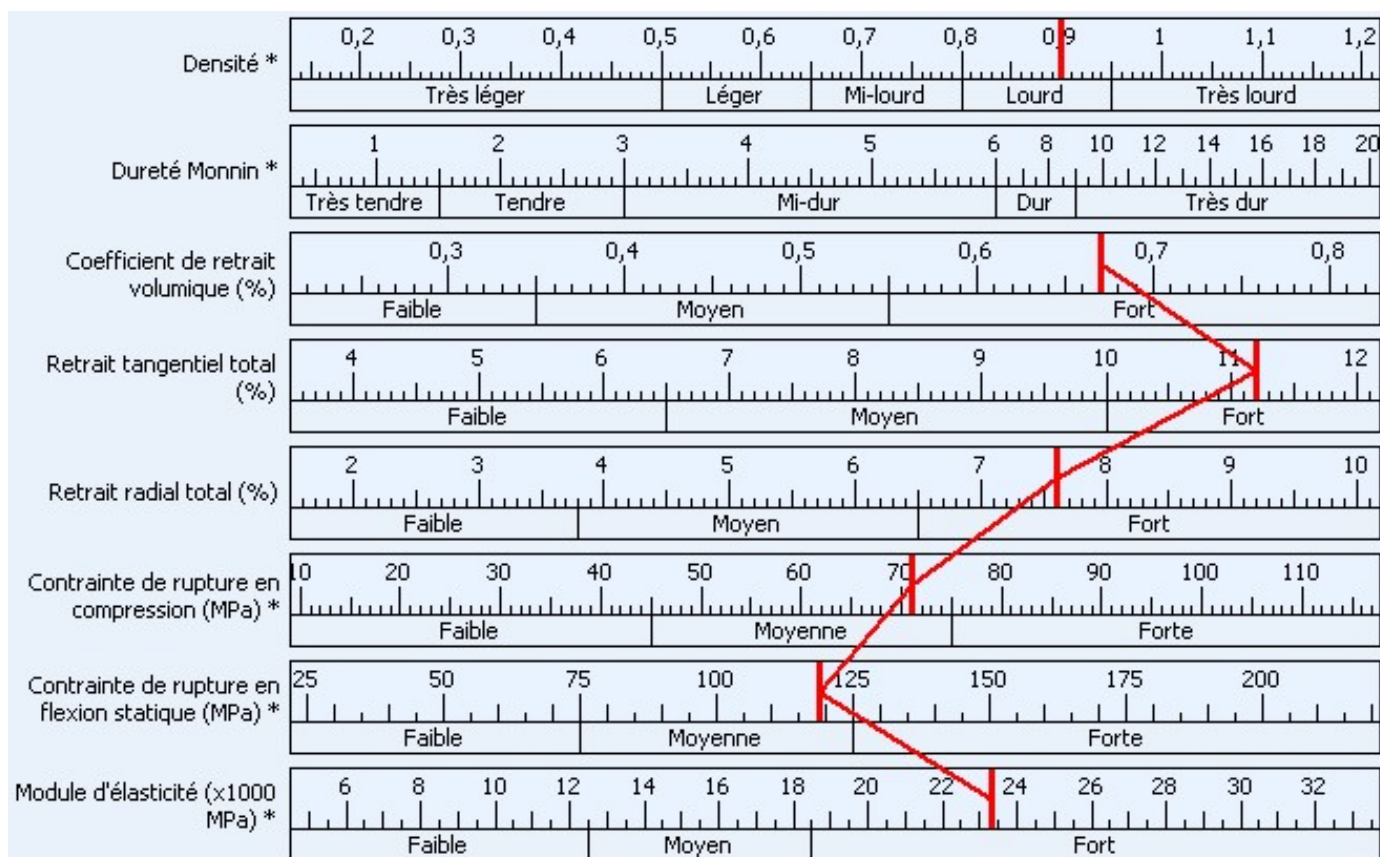 0,2 0,3 0,4 0,5 0,6 0,7 0,8 0,9 1 1,1 1,2
Densité *
Très léger Léger Mi-lourd Lourd Très lourd
1 2 3 4 5 6 8 10 12 14 16 18 20
Dureté Monnin *
Très tendre Tendre Mi-dur Dur Très dur
0,3 0,4 0,5 0,6 0,7 0,8
Coefficient de retrait
volumique (%)
Faible Moyen Fort
4 5 6 7 8 9 10 11 12
Retrait tangentiel total
(%)
Faible Moyen Fort
2 3 4 5 6 7 8 9 10
Retrait radial total (%)
Faible Moyen Fort
10 20 30 40 50 60 70 80 90 100 110
Contrainte de rupture en
compression (MPa) *
Faible Moyenne Forte
25 50 75 100 125 150 175 200
Contrainte de rupture en
flexion statique (MPa) *
Faible Moyenne Forte
6 8 10 12 14 16 18 20 22 24 26 28 30 32
Module d'élasticité (x1000
MPa) *
Faible Moyen Fort